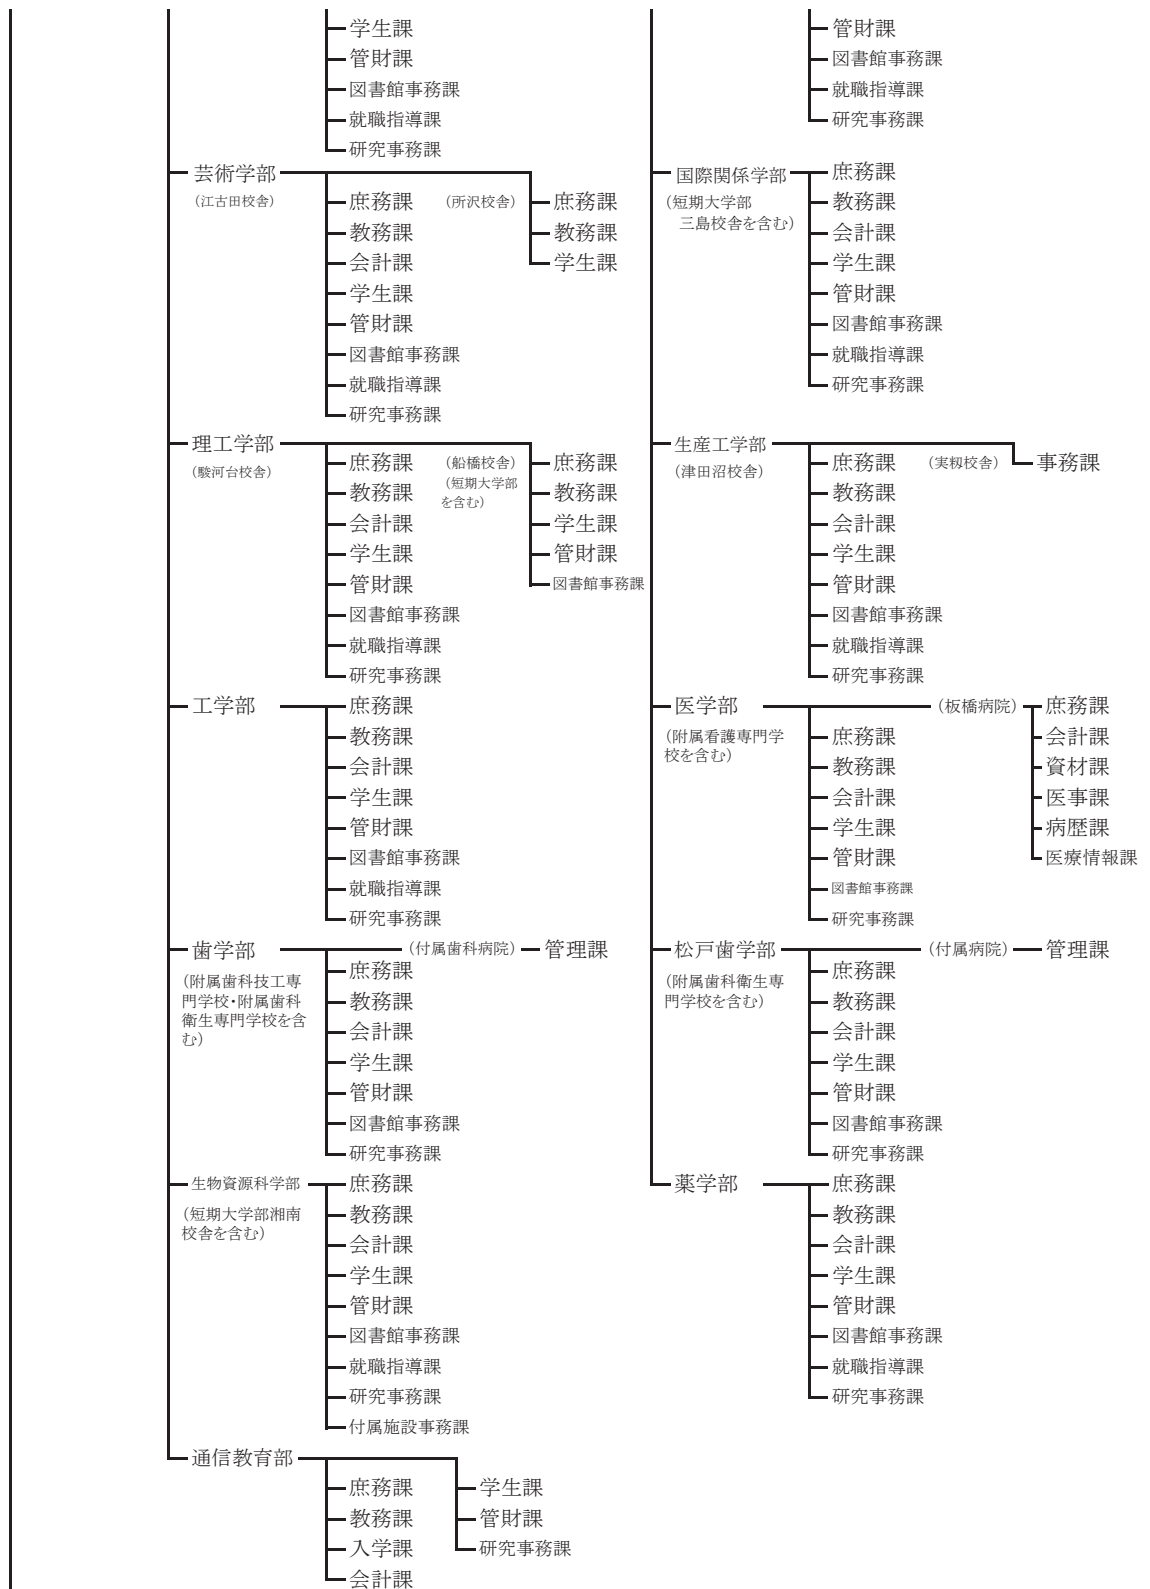 学生課
管財課
図書館事務課
就職指導課
研究事務課
芸術学部
（江古田校舎）
庶務課
教務課
会計課
学生課
管財課
図書館事務課
就職指導課
研究事務課
（所沢校舎）
庶務課
教務課
学生課
理工学部
（駿河台校舎）
庶務課
教務課
会計課
学生課
管財課
図書館事務課
就職指導課
研究事務課
（船橋校舎）
（短期大学部
を含む）
庶務課
教務課
学生課
管財課
図書館事務課
工学部
庶務課
教務課
会計課
学生課
管財課
図書館事務課
就職指導課
研究事務課
歯学部
（附属歯科技工専
門学校・附属歯科
衛生専門学校を含
む）
庶務課
教務課
会計課
学生課
管財課
図書館事務課
研究事務課
（付属歯科病院）
管理課
生物資源科学部
（短期大学部湘南
校舎を含む）
庶務課
教務課
会計課
学生課
管財課
図書館事務課
就職指導課
研究事務課
付属施設事務課
通信教育部
庶務課
教務課
入学課
会計課
学生課
管財課
研究事務課
管財課
図書館事務課
就職指導課
研究事務課
国際関係学部
（短期大学部
三島校舎を含む）
庶務課
教務課
会計課
学生課
管財課
図書館事務課
就職指導課
研究事務課
生産工学部
（津田沼校舎）
庶務課
教務課
会計課
学生課
管財課
図書館事務課
就職指導課
研究事務課
（実籾校舎）
事務課
医学部
（附属看護専門学
校を含む）
庶務課
教務課
会計課
学生課
管財課
図書館事務課
研究事務課
（板橋病院）
庶務課
会計課
資材課
医事課
病歴課
医療情報課
松戸歯学部
（附属歯科衛生専
門学校を含む）
庶務課
教務課
会計課
学生課
管財課
図書館事務課
研究事務課
（付属病院）
管理課
薬学部
庶務課
教務課
会計課
学生課
管財課
図書館事務課
就職指導課
研究事務課